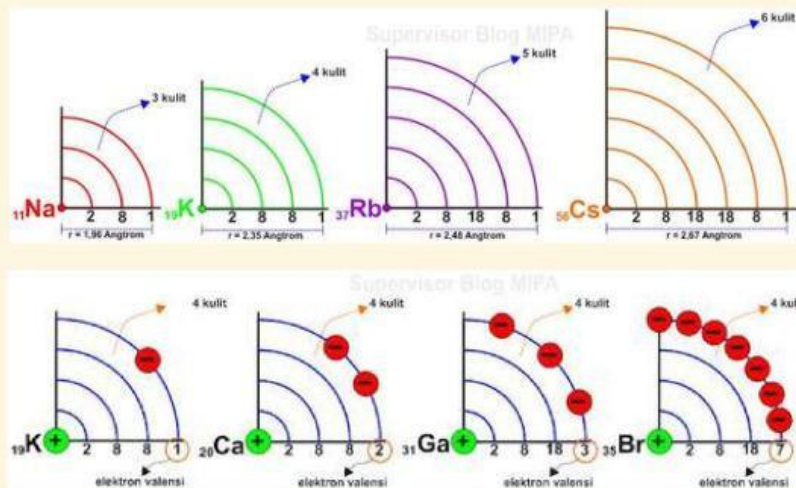 Supervisor Blog MIPA
3 kulit
4 kulit
5 kulit
6 kulit
11Na 2 8 1
19K 2 8 8 1
37Rb 2 8 18 8 1
56Cs 2 8 18 18 8 1
r = 1,96 Angtrom
r = 2,35 Angtrom
r = 2,48 Angtrom
r = 2,67 Angtrom
Supervisor Blog MIPA
4 kulit
4 kulit
4 kulit
4 kul
19K + 2 8 8 1
20Ca + 2 8 8 2
31Ga + 2 8 18 3
35Br + 2 8 18 7
elektron valensi
elektron valensi
elektron valensi
elektron valensi